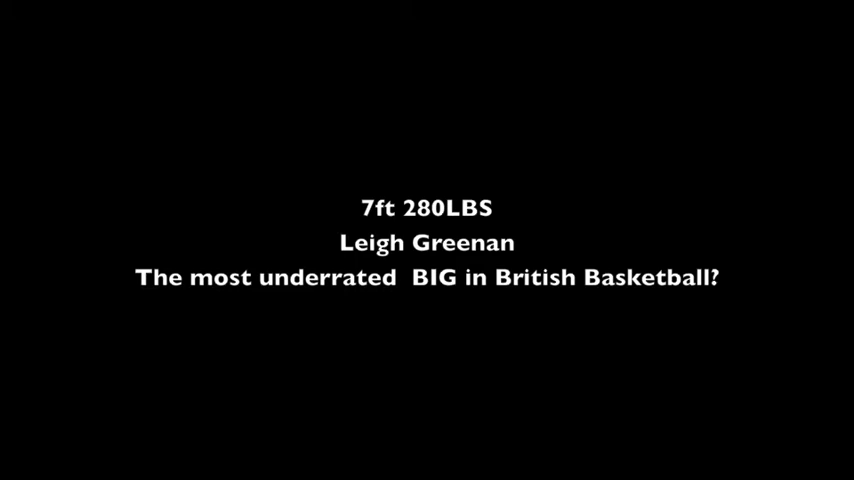 7ft 280LBS
Leigh Greenan
The most underrated  BIG in British Basketball?